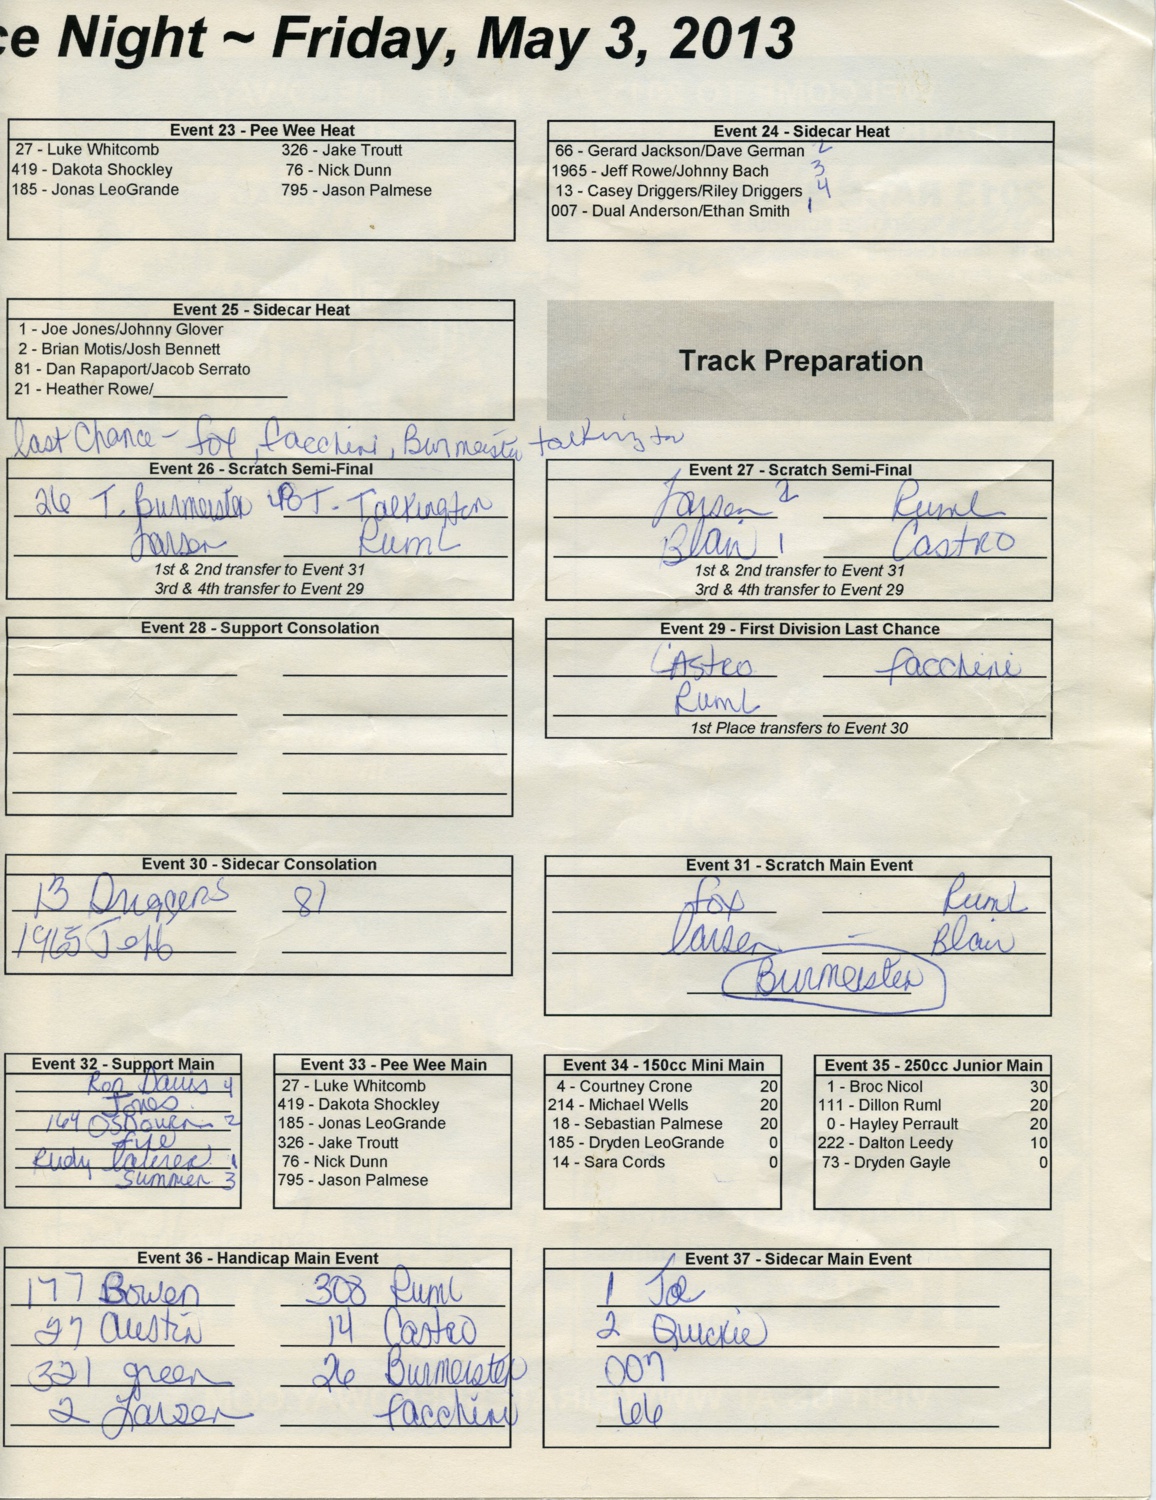 ce Night ~ Friday, May 3, 2013
Event 23 - Pee Wee Heat
27 - Luke Whitcomb 326 - Jake Troutt
419 - Dakota Shockley 76 - Nick Dunn
185 - Jonas LeoGrande 795 - Jason Palmese
Event 24 - Sidecar Heat
66 - Gerard Jackson/Dave German 2
1965 - Jeff Rowe/Johnny Bach 3
13 - Casey Driggers/Riley Driggers 4
007 - Dual Anderson/Ethan Smith 1
Event 25 - Sidecar Heat
1 - Joe Jones/Johnny Glover
2 - Brian Motis/Josh Bennett
81 - Dan Rapaport/Jacob Serrato
21 - Heather Rowe/
Track Preparation
last Chance - fox, facchini, Burmeister talkington
Event 26 - Scratch Semi-Final
26 T. Burmeister T. Talkington
Larsen Ruml
1st & 2nd transfer to Event 31
3rd & 4th transfer to Event 29
Event 27 - Scratch Semi-Final
Larsen 2 Ruml
Blair 1 Castro
1st & 2nd transfer to Event 31
3rd & 4th transfer to Event 29
Event 28 - Support Consolation
Event 29 - First Division Last Chance
Castro facchini
Ruml
1st Place transfers to Event 30
Event 30 - Sidecar Consolation
13 Driggers 81
1965 Jeff
Event 31 - Scratch Main Event
fox Ruml
larsen - Blair
Burmeister
Event 32 - Support Main
Ron Davis 4
Jones
164 Osbourn 2
Rudy 1
Summer 3
Event 33 - Pee Wee Main
27 - Luke Whitcomb
419 - Dakota Shockley
185 - Jonas LeoGrande
326 - Jake Troutt
76 - Nick Dunn
795 - Jason Palmese
Event 34 - 150cc Mini Main
4 - Courtney Crone 20
214 - Michael Wells 20
18 - Sebastian Palmese 20
185 - Dryden LeoGrande 0
14 - Sara Cords 0
Event 35 - 250cc Junior Main
1 - Broc Nicol 30
111 - Dillon Ruml 20
0 - Hayley Perrault 20
222 - Dalton Leedy 10
73 - Dryden Gayle 0
Event 36 - Handicap Main Event
177 Bowen 308 Ruml
27 Austin 14 Castro
321 green 26 Burmeister
2 Larsen facchini
Event 37 - Sidecar Main Event
1 Joe
2 Quickie
007
66